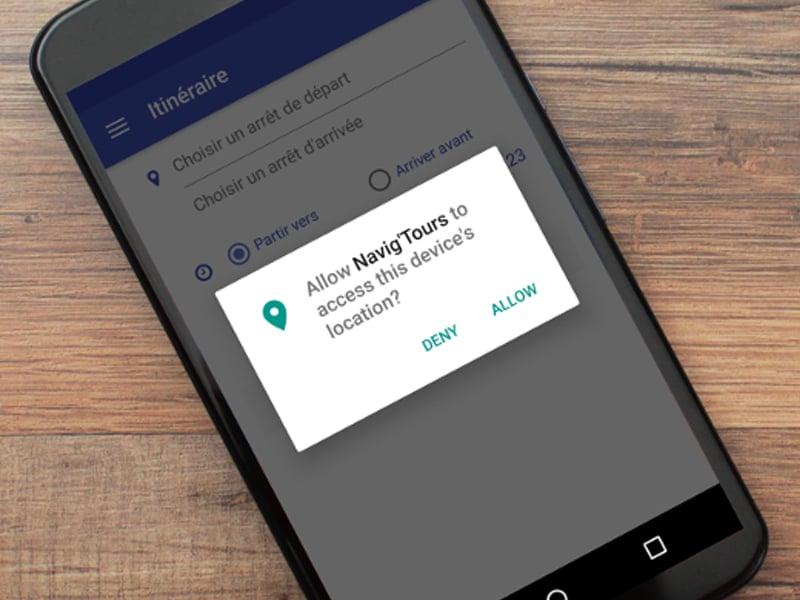 Itinéraire
Choisir un arrêt de départ
Choisir un arrêt d'arrivée
Partir vers
Arriver avant
23
Allow Navig'Tours to
access this device's
location?
DENY
ALLOW